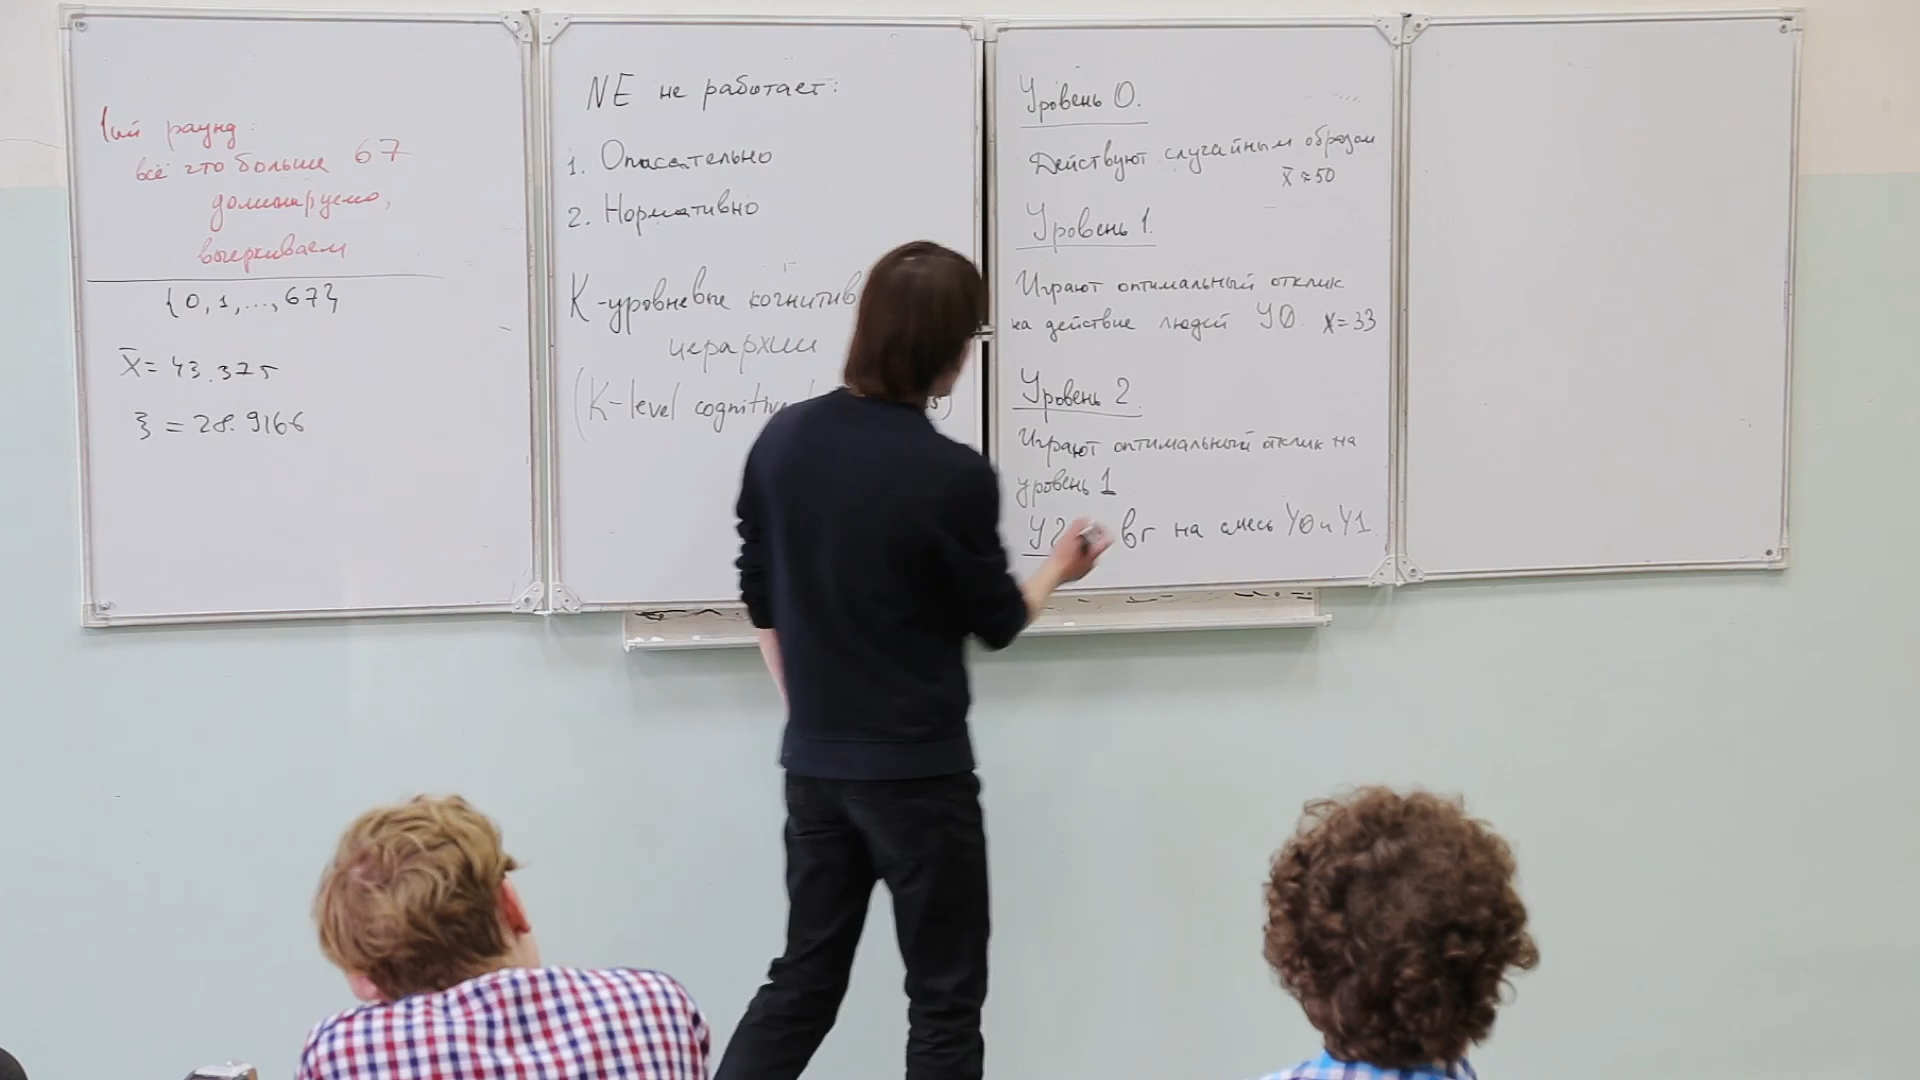 1ый раунд:
всё что больше 67
доминируемо,
вычеркиваем
{0, 1, ..., 67}
x̄ = 43.375
ξ = 28.9166
NE не работает:
1. Описательно
2. Нормативно
К-уровневые когнитив
иерархии
(K-level cognitive
Уровень 0.
Действуют случайным образом
x̄ ≈ 50
Уровень 1.
Играют оптимальный отклик
на действие людей У0. x = 33
Уровень 2.
Играют оптимальный отклик на
уровень 1
У2 br на смесь У0 и У1.